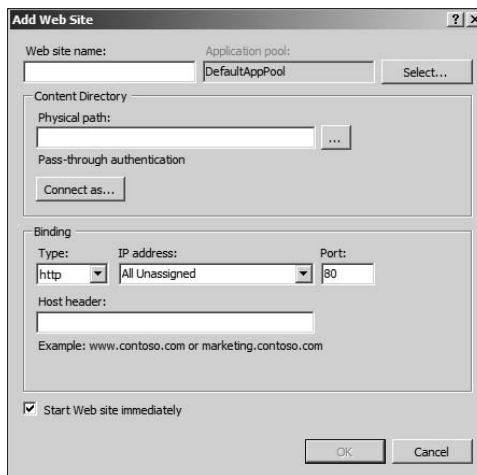 Add Web Site
Web site name:
Application pool:
DefaultAppPool
Select...
Content Directory
Physical path:
...
Pass-through authentication
Connect as...
Binding
Type:
IP address:
Port:
http
All Unassigned
80
Host header:
Example: www.contoso.com or marketing.contoso.com
Start Web site immediately
OK
Cancel